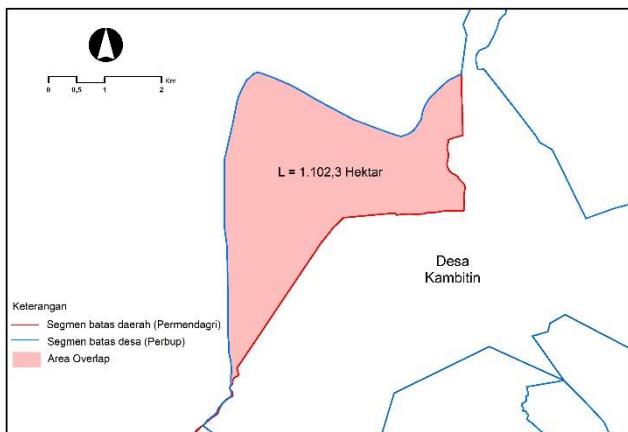 Km
0 0,5 1 2
L = 1.102,3 Hektar
Desa
Kambitin
Keterangan
Segmen batas daerah (Permendagri)
Segmen batas desa (Perbup)
Area Overlap